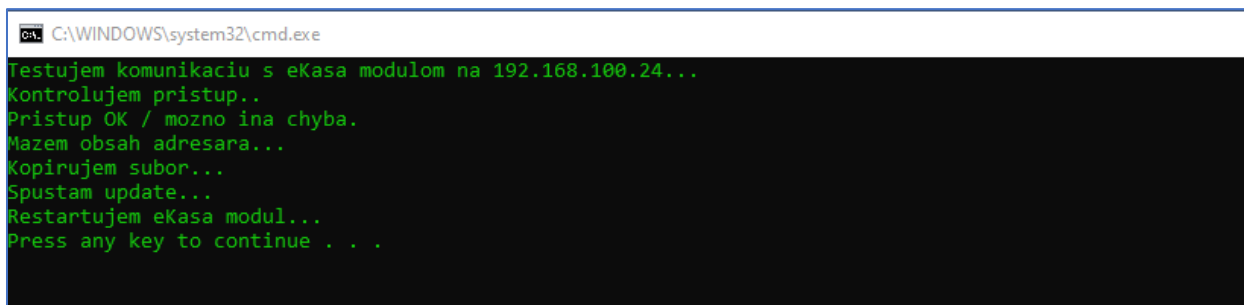 C:\WINDOWS\system32\cmd.exe
Testujem komunikaciu s eKasa modulom na 192.168.100.24...
Kontrolujem pristup..
Pristup OK / mozno ina chyba.
Mazem obsah adresara...
Kopirujem subor...
Spustam update...
Restartujem eKasa modul...
Press any key to continue . . .